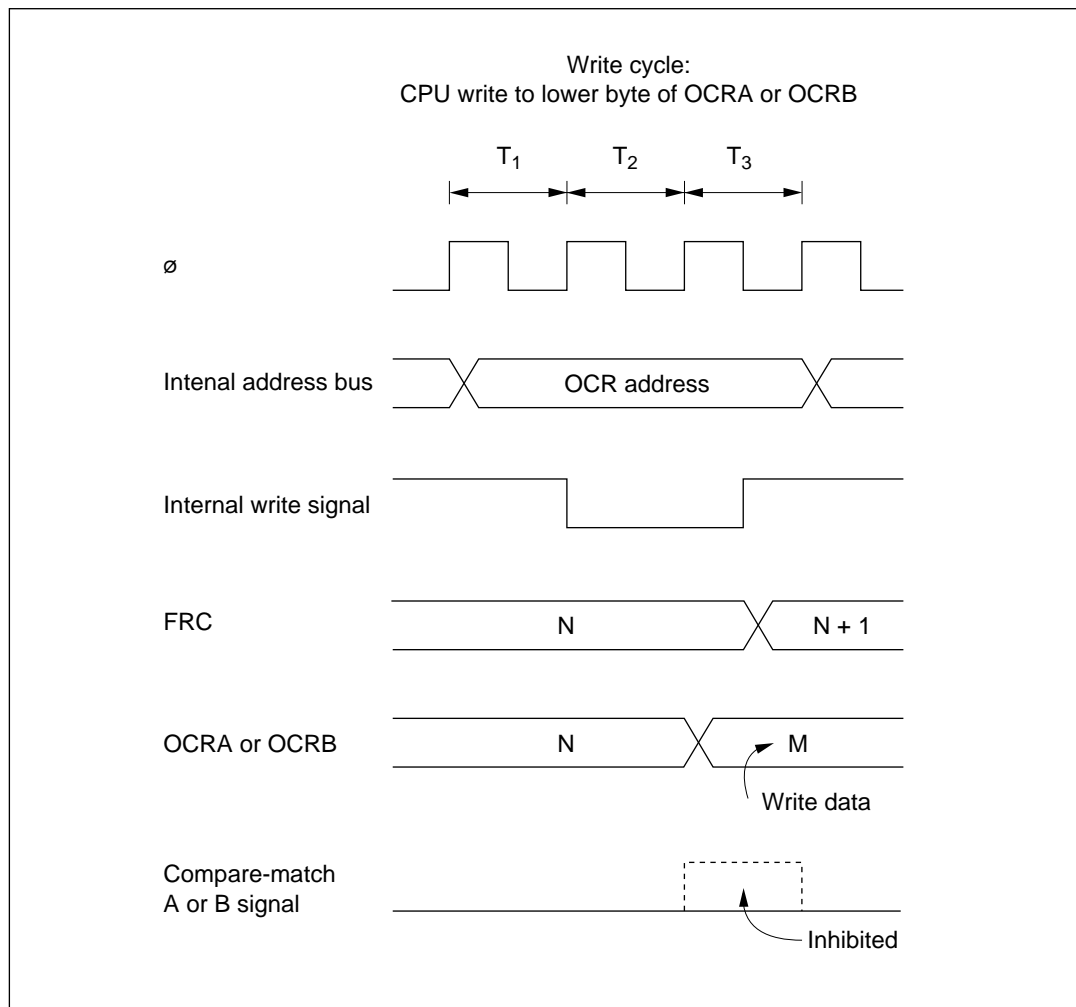 Write cycle:
CPU write to lower byte of OCRA or OCRB
T1 T2 T3
ø
Intenal address bus OCR address
Internal write signal
FRC N N + 1
OCRA or OCRB N M
Write data
Compare-match
A or B signal
Inhibited